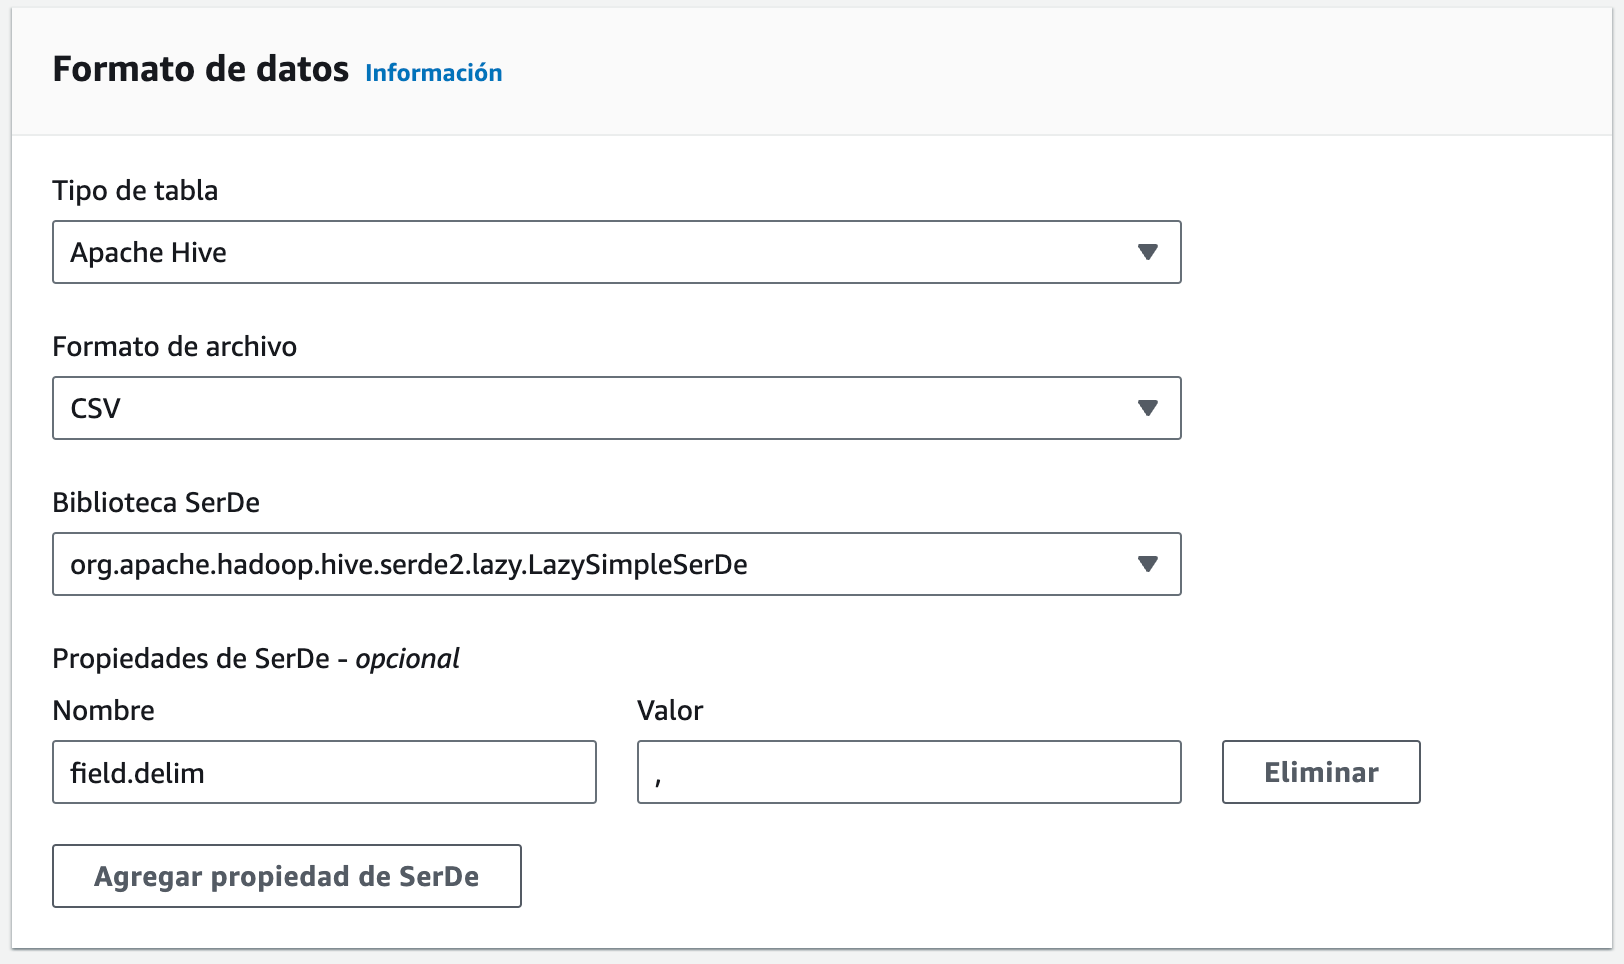 Formato de datos Información
Tipo de tabla
Apache Hive
Formato de archivo
CSV
Biblioteca SerDe
org.apache.hadoop.hive.serde2.lazy.LazySimpleSerDe
Propiedades de SerDe - opcional
Nombre Valor
field.delim , Eliminar
Agregar propiedad de SerDe